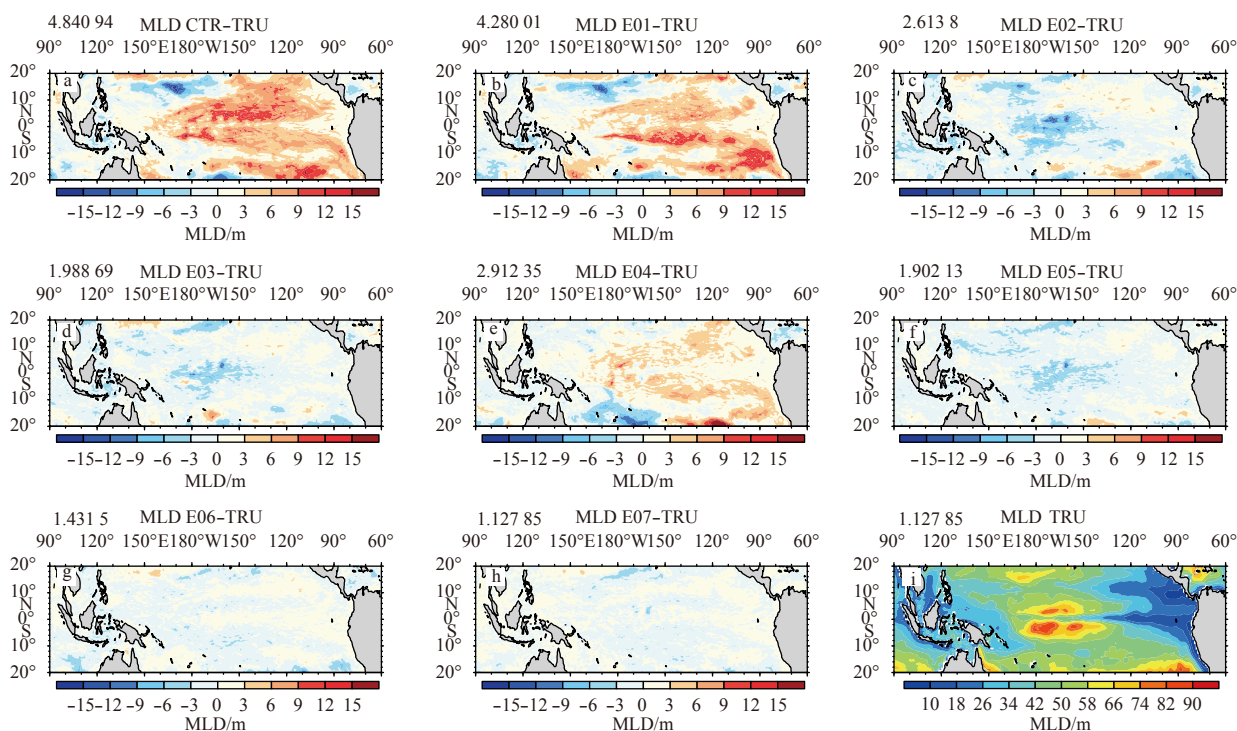 4.840 94 MLD CTR−TRU
90° 120° 150°E180°W150° 120° 90° 60°
20°
10°
N
0°
S
10°
20°
a
−15−12 −9 −6 −3 0 3 6 9 12 15
MLD/m
4.280 01 MLD E01−TRU
90° 120° 150°E180°W150° 120° 90° 60°
20°
10°
N
0°
S
10°
20°
b
−15−12 −9 −6 −3 0 3 6 9 12 15
MLD/m
2.613 8 MLD E02−TRU
90° 120° 150°E180°W150° 120° 90° 60°
20°
10°
N
0°
S
10°
20°
c
−15−12 −9 −6 −3 0 3 6 9 12 15
MLD/m
1.988 69 MLD E03−TRU
90° 120° 150°E180°W150° 120° 90° 60°
20°
10°
N
0°
S
10°
20°
d
−15−12 −9 −6 −3 0 3 6 9 12 15
MLD/m
2.912 35 MLD E04−TRU
90° 120° 150°E180°W150° 120° 90° 60°
20°
10°
N
0°
S
10°
20°
e
−15−12 −9 −6 −3 0 3 6 9 12 15
MLD/m
1.902 13 MLD E05−TRU
90° 120° 150°E180°W150° 120° 90° 60°
20°
10°
N
0°
S
10°
20°
f
−15−12 −9 −6 −3 0 3 6 9 12 15
MLD/m
1.431 5 MLD E06−TRU
90° 120° 150°E180°W150° 120° 90° 60°
20°
10°
N
0°
S
10°
20°
g
−15−12 −9 −6 −3 0 3 6 9 12 15
MLD/m
1.127 85 MLD E07−TRU
90° 120° 150°E180°W150° 120° 90° 60°
20°
10°
N
0°
S
10°
20°
h
−15−12 −9 −6 −3 0 3 6 9 12 15
MLD/m
1.127 85 MLD TRU
90° 120° 150°E180°W150° 120° 90° 60°
20°
10°
N
0°
S
10°
20°
i
10 18 26 34 42 50 58 66 74 82 90
MLD/m